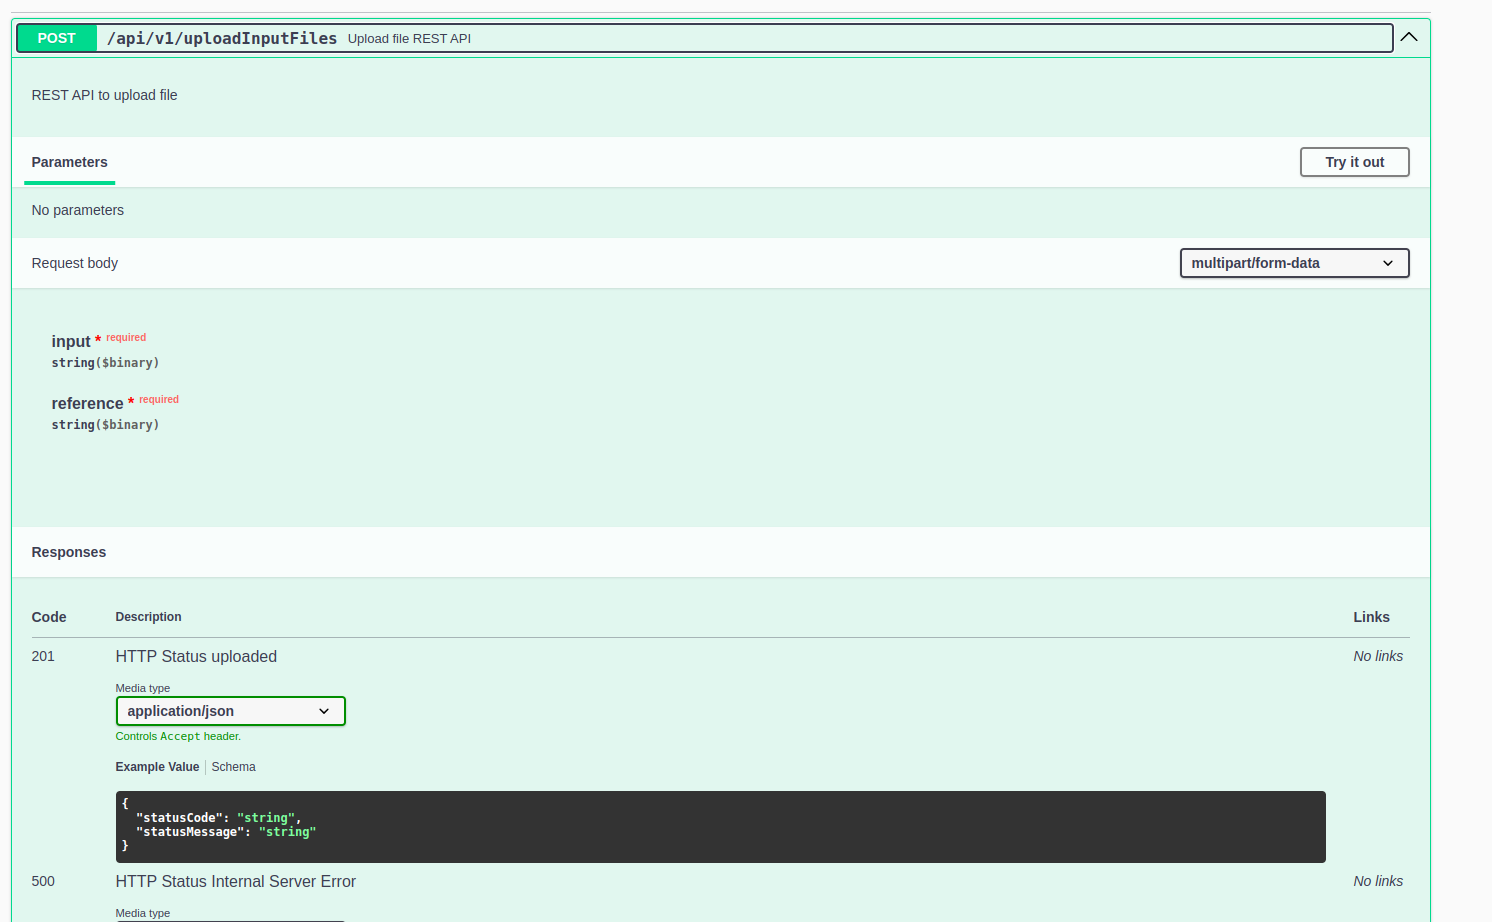 POST /api/v1/uploadInputFiles Upload file REST API
REST API to upload file
Parameters Try it out
No parameters
Request body multipart/form-data
input * required
string($binary)
reference * required
string($binary)
Responses
Code Description Links
201 HTTP Status uploaded No links
Media type
application/json
Controls Accept header.
Example Value Schema
{
"statusCode": "string",
"statusMessage": "string"
}
500 HTTP Status Internal Server Error No links
Media type